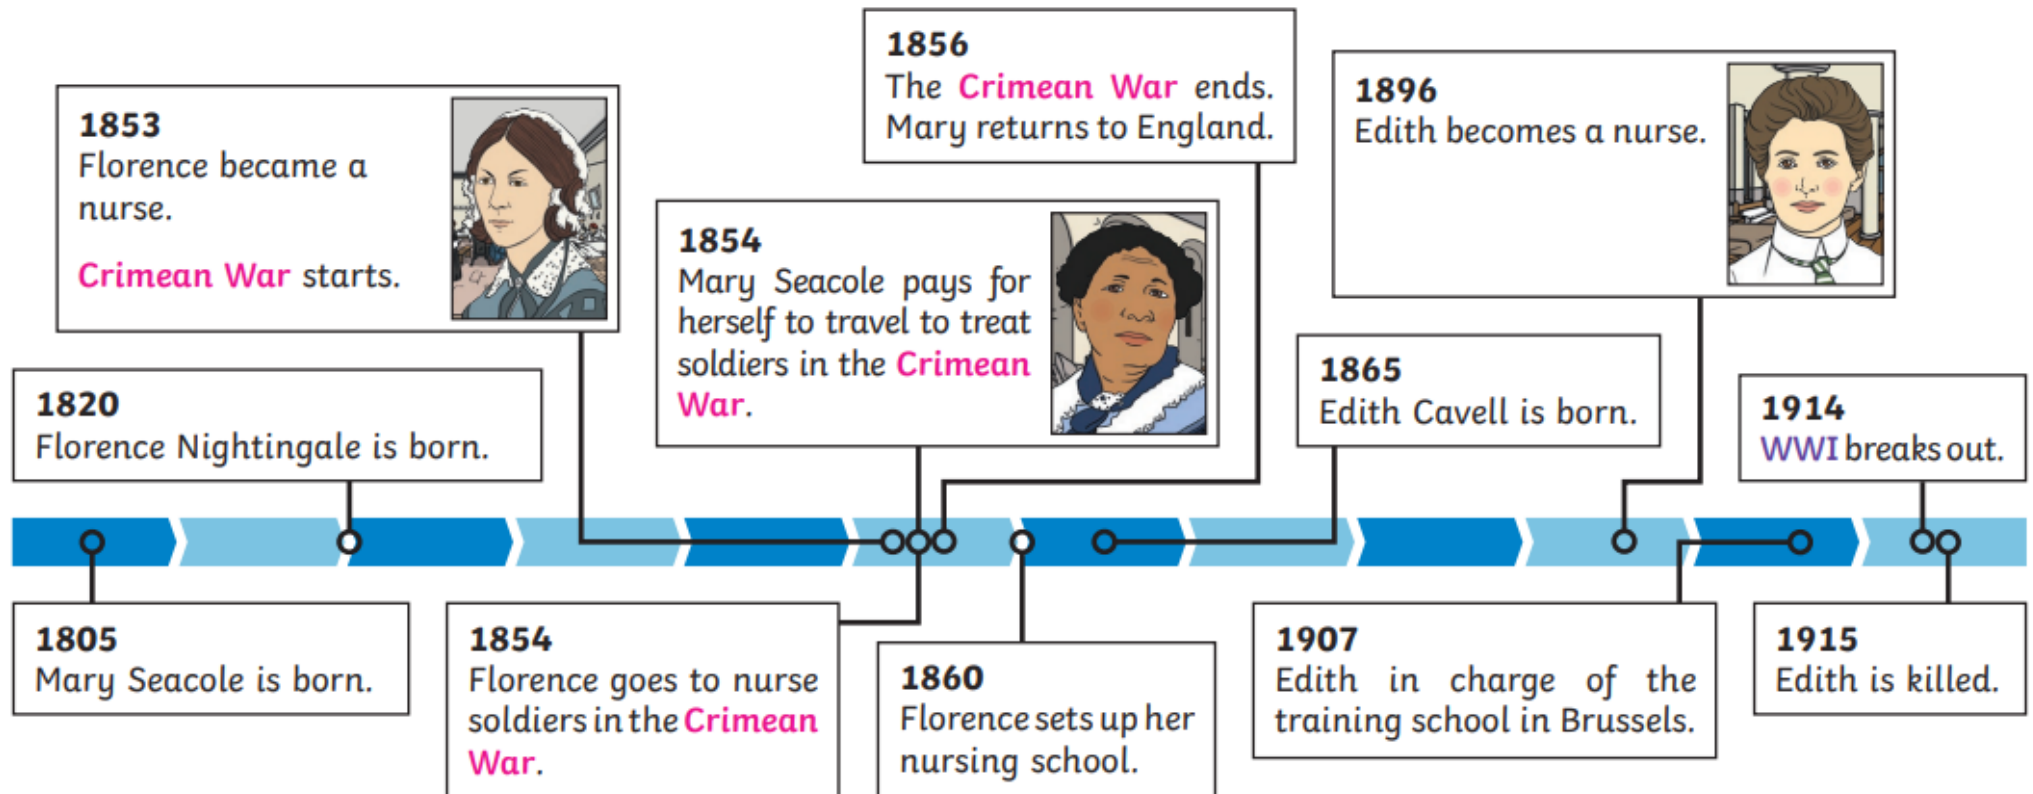 1853
Florence became a
nurse.
Crimean War starts.
1820
Florence Nightingale is born.
1856
The Crimean War ends.
Mary returns to England.
1854
Mary Seacole pays for
herself to travel to treat
soldiers in the Crimean
War.
1896
Edith becomes a nurse.
1865
Edith Cavell is born.
1914
WWI breaks out.
1805
Mary Seacole is born.
1854
Florence goes to nurse
soldiers in the Crimean
War.
1860
Florence sets up her
nursing school.
1907
Edith in charge of the
training school in Brussels.
1915
Edith is killed.